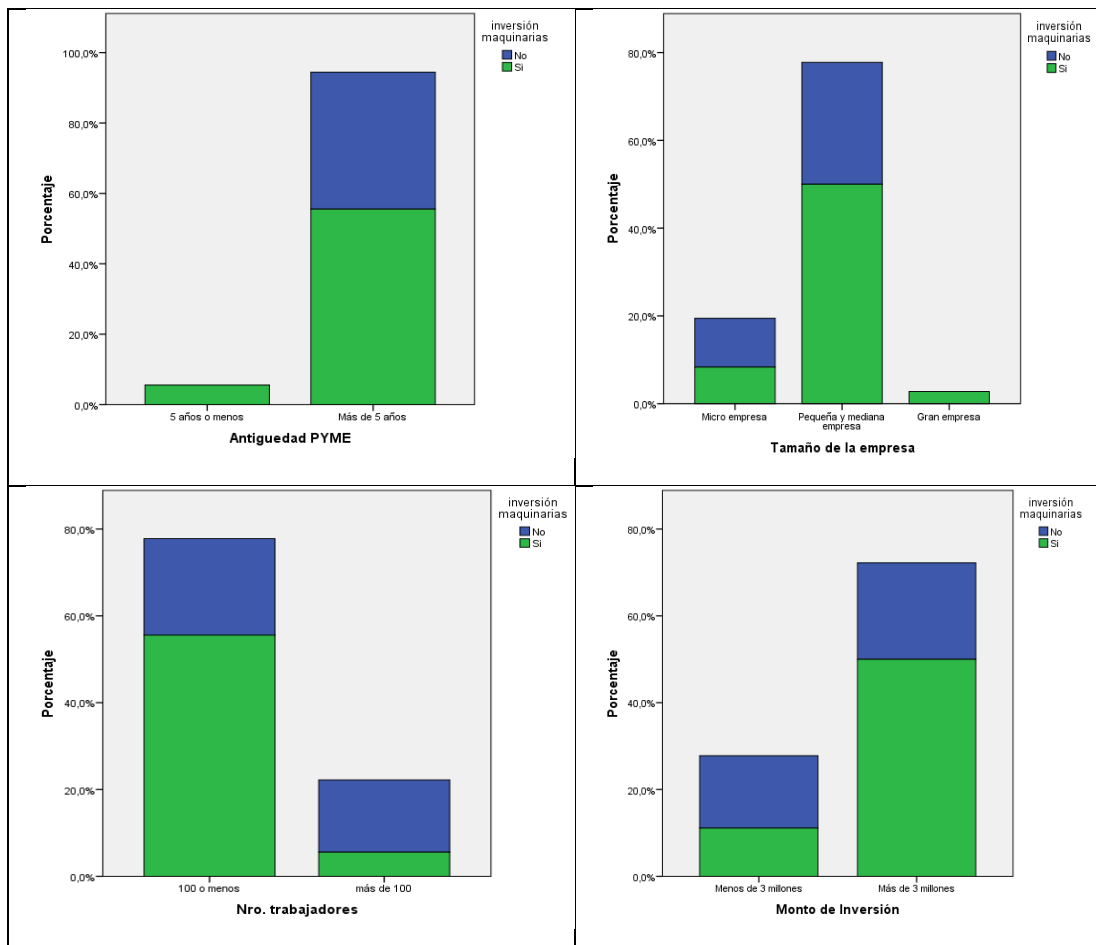 inversión
maquinarias
No
Si
100,0%
80,0%
60,0%
40,0%
20,0%
0,0%
Porcentaje
5 años o menos
Más de 5 años
Antiguedad PYME
inversión
maquinarias
No
Si
80,0%
60,0%
40,0%
20,0%
0,0%
Porcentaje
Micro empresa
Pequeña y mediana
empresa
Gran empresa
Tamaño de la empresa
inversión
maquinarias
No
Si
80,0%
60,0%
40,0%
20,0%
0,0%
Porcentaje
100 o menos
más de 100
Nro. trabajadores
inversión
maquinarias
No
Si
80,0%
60,0%
40,0%
20,0%
0,0%
Porcentaje
Menos de 3 millones
Más de 3 millones
Monto de Inversión